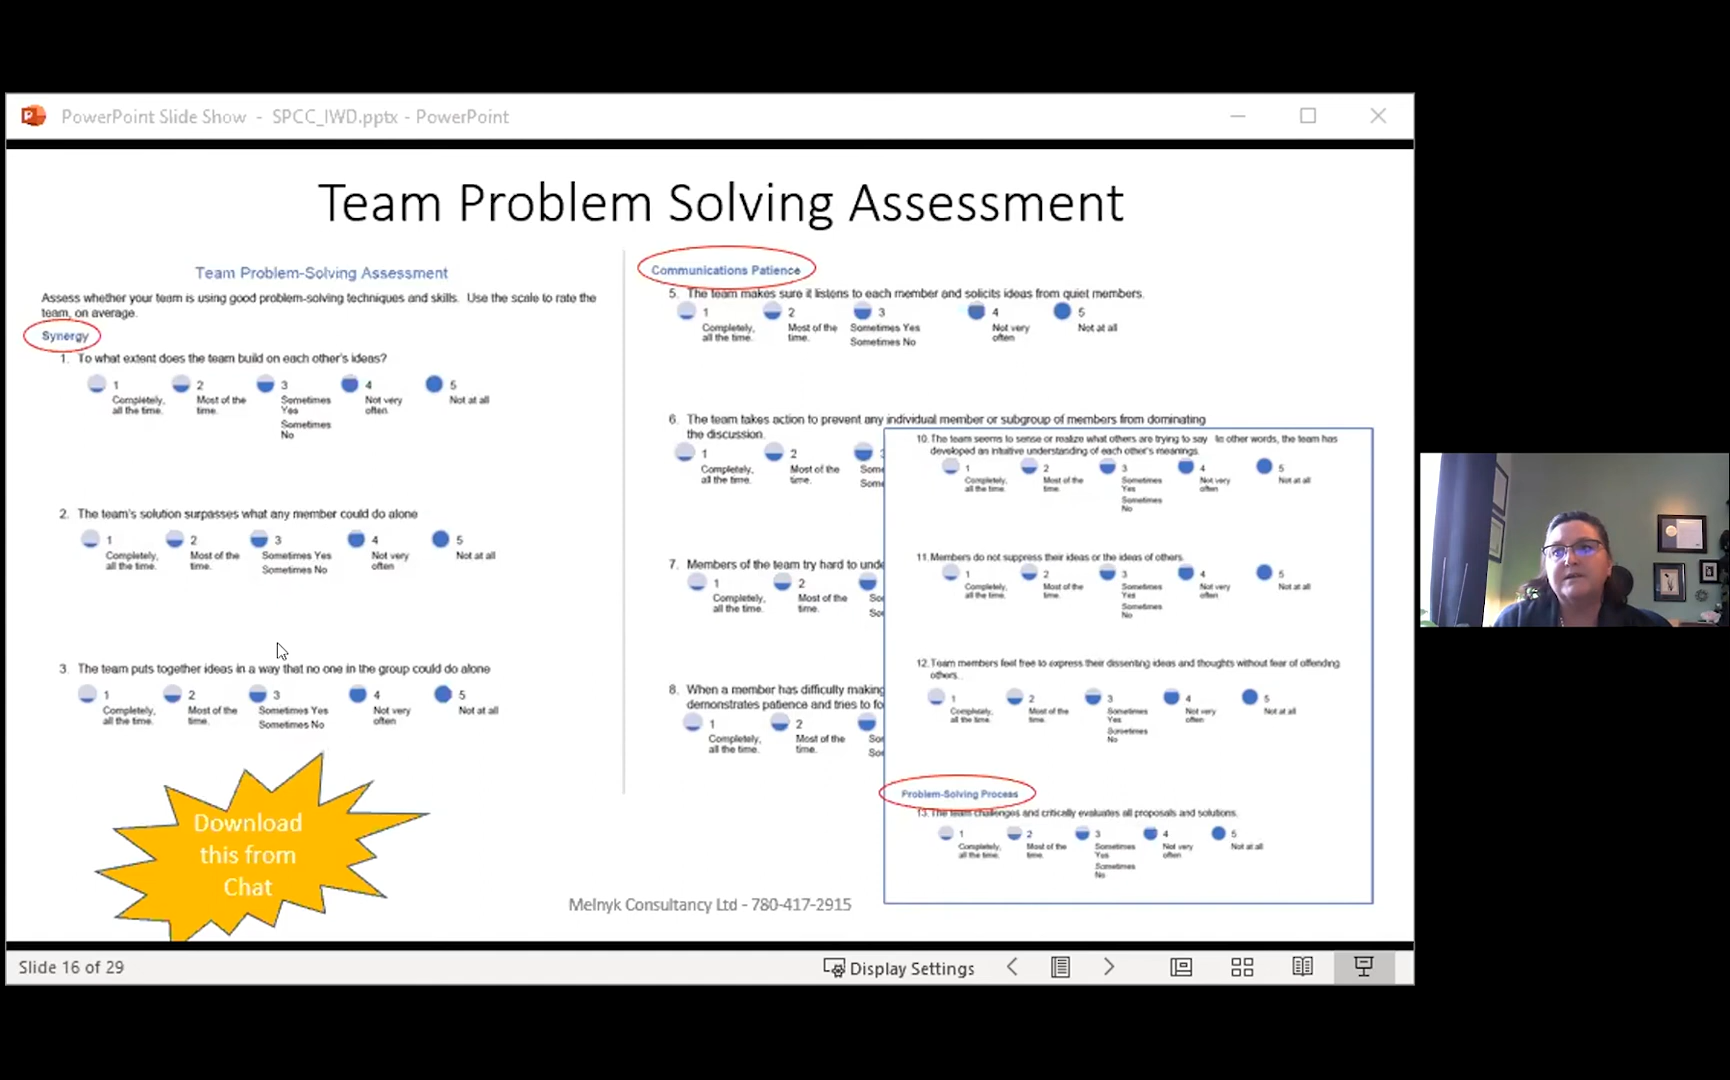 PowerPoint Slide Show - SPCC_IWD.pptx - PowerPoint
Team Problem Solving Assessment
Team Problem-Solving Assessment
Assess whether your team is using good problem-solving techniques and skills. Use the scale to rate the
team, on average.
Synergy
1. To what extent does the team build on each other's ideas?
1 2 3 4 5
Completely, Most of the Sometimes Not very Not at all
all the time. time. Yes often.
Sometimes
No
2. The team's solution surpasses what any member could do alone
1 2 3 4 5
Completely, Most of the Sometimes Yes Not very Not at all
all the time. time. Sometimes No often
3. The team puts together ideas in a way that no one in the group could do alone
1 2 3 4 5
Completely, Most of the Sometimes Yes Not very Not at all
all the time. time. Sometimes No often
Download
this from
Chat
Communications Patience
5. The team makes sure it listens to each member and solicits ideas from quiet members.
1 2 3 4 5
Completely, Most of the Sometimes Yes Not very Not at all
all the time. time. Sometimes No often
6. The team takes action to prevent any individual member or subgroup of members from dominating
the discussion.
1 2
Completely, Most of the Som
all the time. time. Som
7. Members of the team try hard to unde
1 2
Completely, Most of the So
all the time. time. So
8. When a member has difficulty making
demonstrates patience and tries to fo
1 2
Completely, Most of the So
all the time. time. So
10. The team seems to sense or realize what others are trying to say In other words, the team has
developed an intuitive understanding of each other's meanings.
1 2 3 4 5
Completely, Most of the Sometimes Not very Not at all
all the time. time. Yes often
Sometimes
No
11. Members do not suppress their ideas or the ideas of others.
1 2 3 4 5
Completely, Most of the Sometimes Not very Not at all
all the time. time. Yes often
Sometimes
No
12. Team members feel free to express their dissenting ideas and thoughts without fear of offending
others.
1 2 3 4 5
Completely, Most of the Sometimes Not very Not at all
all the time. time. Yes often
Sometimes
No
Problem-Solving Process
13. The team challenges and critically evaluates all proposals and solutions.
1 2 3 4 5
Completely, Most of the Sometimes Not very Not at all
all the time. time. Yes often
Sometimes
No
Melnyk Consultancy Ltd - 780-417-2915
Slide 16 of 29
Display Settings